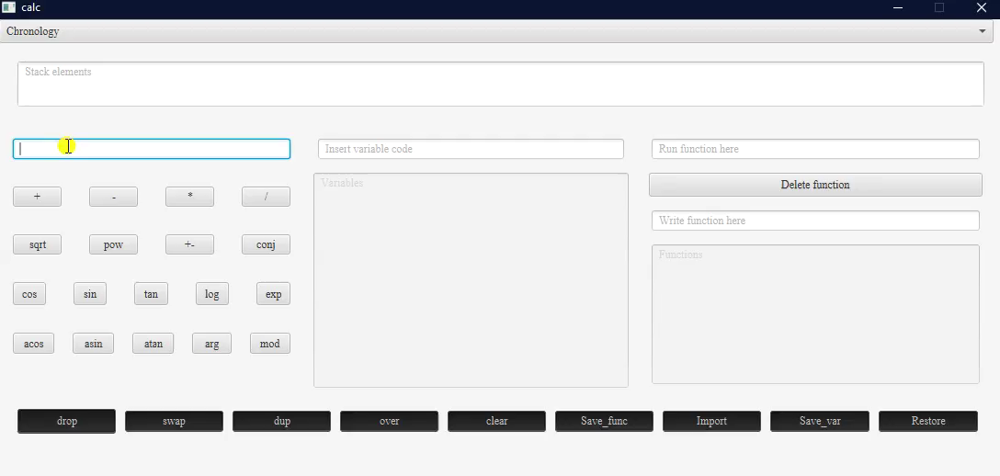 calc
Chronology
Stack elements
Insert variable code
Run function here
Variables
Delete function
+ - * /
Write function here
sqrt pow +- conj
Functions
cos sin tan log exp
acos asin atan arg mod
drop swap dup over clear Save_func Import Save_var Restore